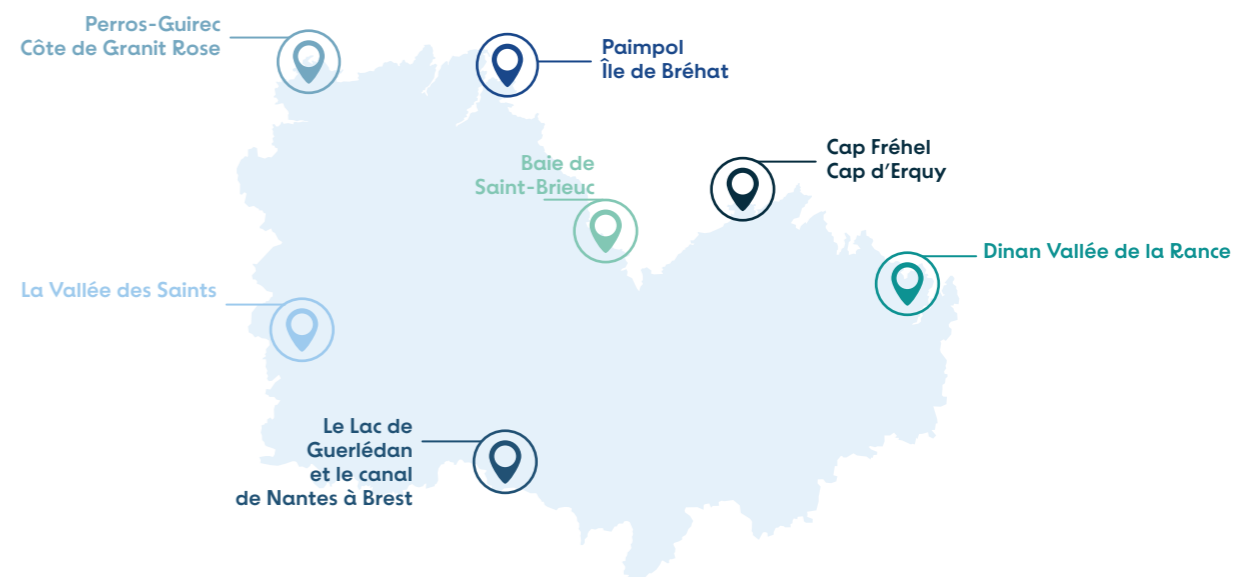 Perros-Guirec
Côte de Granit Rose
Paimpol
Île de Bréhat
Cap Fréhel
Cap d'Erquy
Baie de
Saint-Brieuc
Dinan Vallée de la Rance
La Vallée des Saints
Le Lac de
Guerlédan
et le canal
de Nantes à Brest